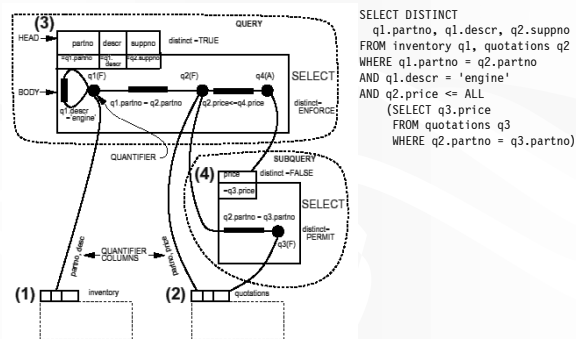 (3)
QUERY
HEAD
partno descr suppno
distinct =TRUE
=q1.partno =q1.descr =q2.suppno
SELECT
q1(F) q2(F) q4(A)
BODY
q1.partno = q2.partno
q2.price<=q4.price
q1.descr
='engine'
distinct=
ENFORCE
QUANTIFIER
SUBQUERY
(4)
price
distinct =FALSE
=q3.price
SELECT
q2.partno = q3.partno
distinct=
PERMIT
q3(F)
partno, desc
QUANTIFIER
COLUMNS
partno, price
(1)
inventory
(2)
quotations
SELECT DISTINCT
q1.partno, q1.descr, q2.suppno
FROM inventory q1, quotations q2
WHERE q1.partno = q2.partno
AND q1.descr = 'engine'
AND q2.price <= ALL
(SELECT q3.price
FROM quotations q3
WHERE q2.partno = q3.partno)